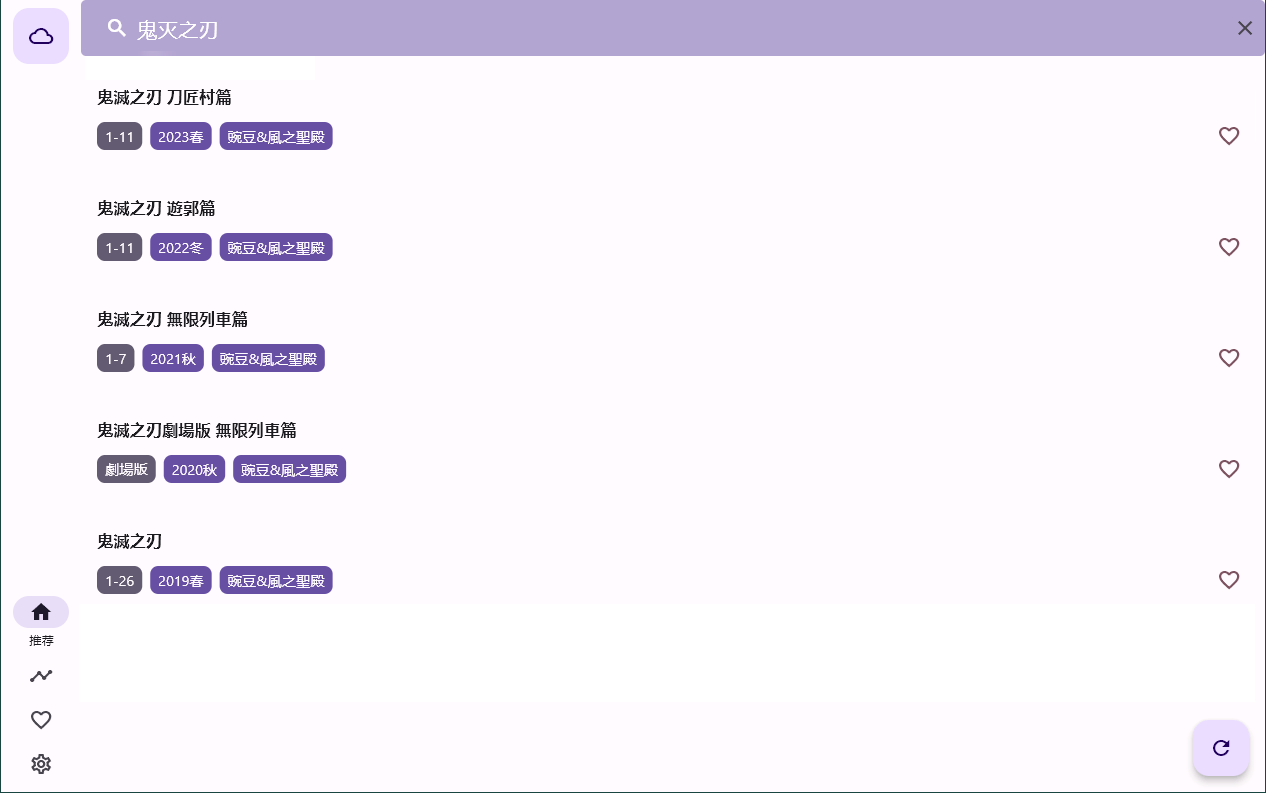 鬼灭之刃
鬼滅之刃 刀匠村篇
1-11 2023春 豌豆&風之聖殿
鬼滅之刃 遊郭篇
1-11 2022冬 豌豆&風之聖殿
鬼滅之刃 無限列車篇
1-7 2021秋 豌豆&風之聖殿
鬼滅之刃劇場版 無限列車篇
劇場版 2020秋 豌豆&風之聖殿
鬼滅之刃
1-26 2019春 豌豆&風之聖殿
推荐